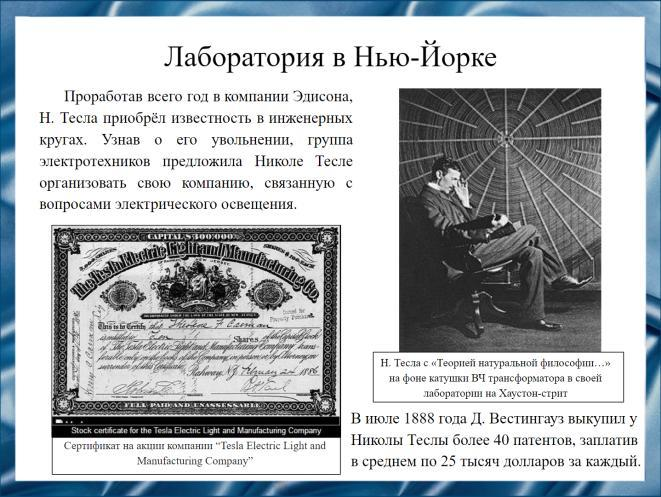 Лаборатория в Нью-Йорке
Проработав всего год в компании Эдисона,
Н. Тесла приобрёл известность в инженерных
кругах. Узнав о его увольнении, группа
электротехников предложила Николе Тесле
организовать свою компанию, связанную с
вопросами электрического освещения.
CAPITAL $300,000.
The Tesla Electric Light and Manufacturing Co.
This is to Certify that
Shares
Rahway, N.J. 1886
FULL PAID AND UNASSESSABLE
Stock certificate for the Tesla Electric Light and Manufacturing Company
Сертификат на акции компании “Tesla Electric Light and
Manufacturing Company”
Н. Тесла с «Теорией натуральной философии…»
на фоне катушки ВЧ трансформатора в своей
лаборатории на Хаустон-стрит
В июле 1888 года Д. Вестингауз выкупил у
Николы Теслы более 40 патентов, заплатив
в среднем по 25 тысяч долларов за каждый.